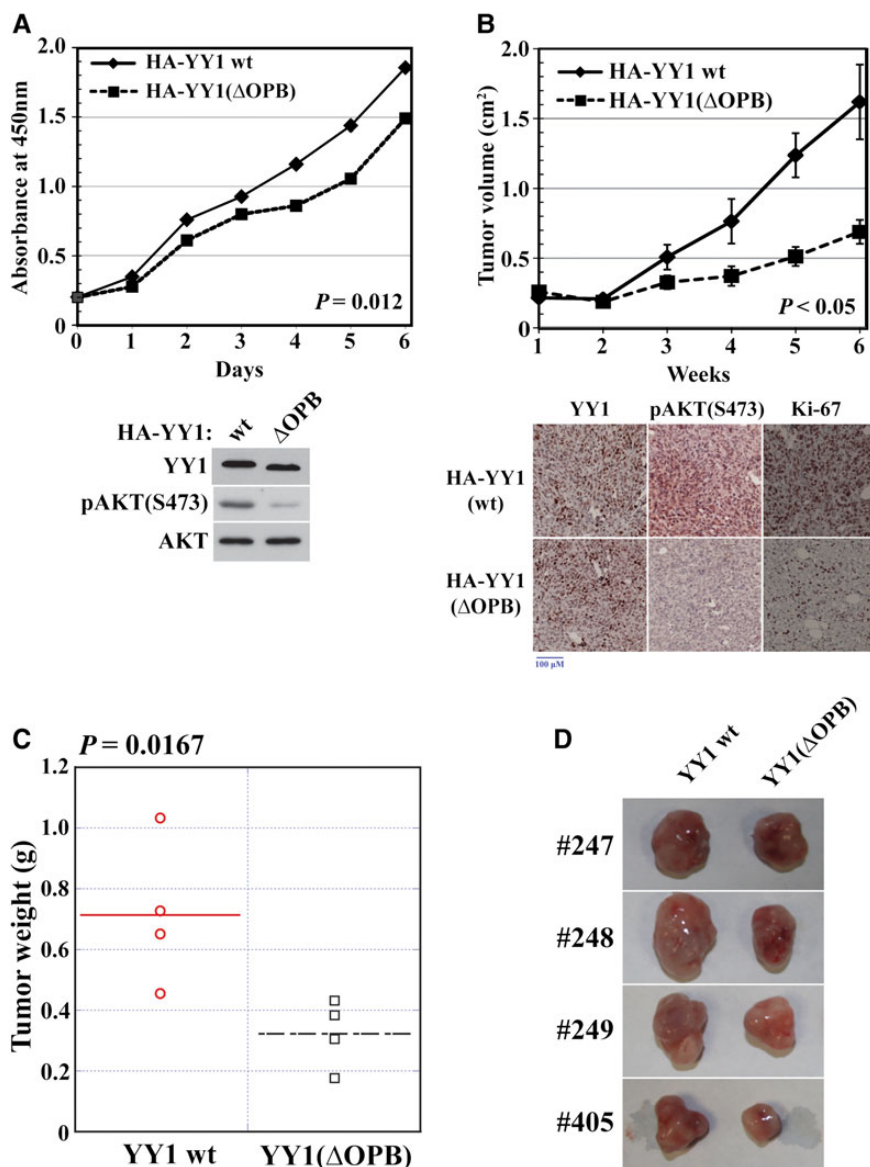 A
2.0
HA-YY1 wt
HA-YY1(ΔOPB)
1.5
1.0
0.5
0
P = 0.012
0 1 2 3 4 5 6
Absorbance at 450nm
Days
HA-YY1: wt ΔOPB
YY1
pAKT(S473)
AKT
B
2.0
HA-YY1 wt
HA-YY1(ΔOPB)
1.5
1.0
0.5
0
P < 0.05
1 2 3 4 5 6
Tumor volume (cm²)
Weeks
YY1 pAKT(S473) Ki-67
HA-YY1
(wt)
HA-YY1
(ΔOPB)
100 µM
C
P = 0.0167
1.2
1.0
0.8
0.6
0.4
0.2
0
Tumor weight (g)
YY1 wt YY1(ΔOPB)
D
YY1 wt YY1(ΔOPB)
#247
#248
#249
#405